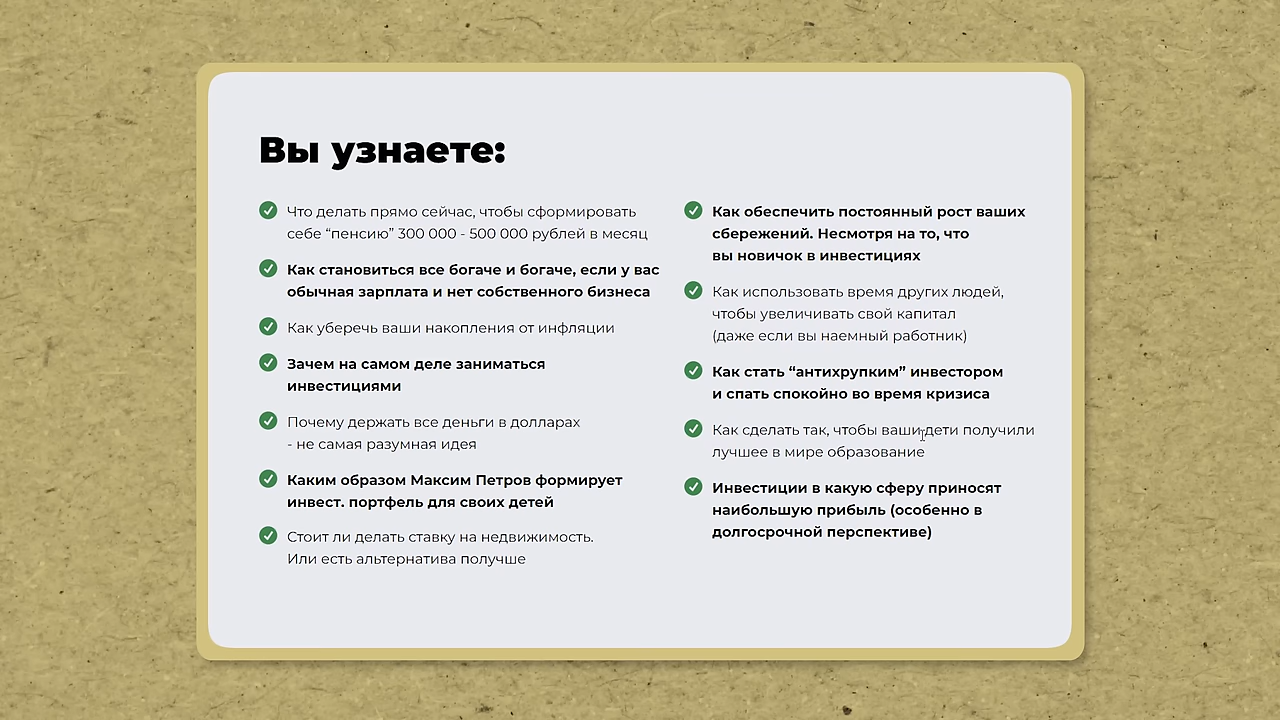 Вы узнаете:
Что делать прямо сейчас, чтобы сформировать
себе “пенсию” 300 000 - 500 000 рублей в месяц
Как становиться все богаче и богаче, если у вас
обычная зарплата и нет собственного бизнеса
Как уберечь ваши накопления от инфляции
Зачем на самом деле заниматься
инвестициями
Почему держать все деньги в долларах
- не самая разумная идея
Каким образом Максим Петров формирует
инвест. портфель для своих детей
Стоит ли делать ставку на недвижимость.
Или есть альтернатива получше
Как обеспечить постоянный рост ваших
сбережений. Несмотря на то, что
вы новичок в инвестициях
Как использовать время других людей,
чтобы увеличивать свой капитал
(даже если вы наемный работник)
Как стать “антихрупким” инвестором
и спать спокойно во время кризиса
Как сделать так, чтобы ваши дети получили
лучшее в мире образование
Инвестиции в какую сферу приносят
наибольшую прибыль (особенно в
долгосрочной перспективе)